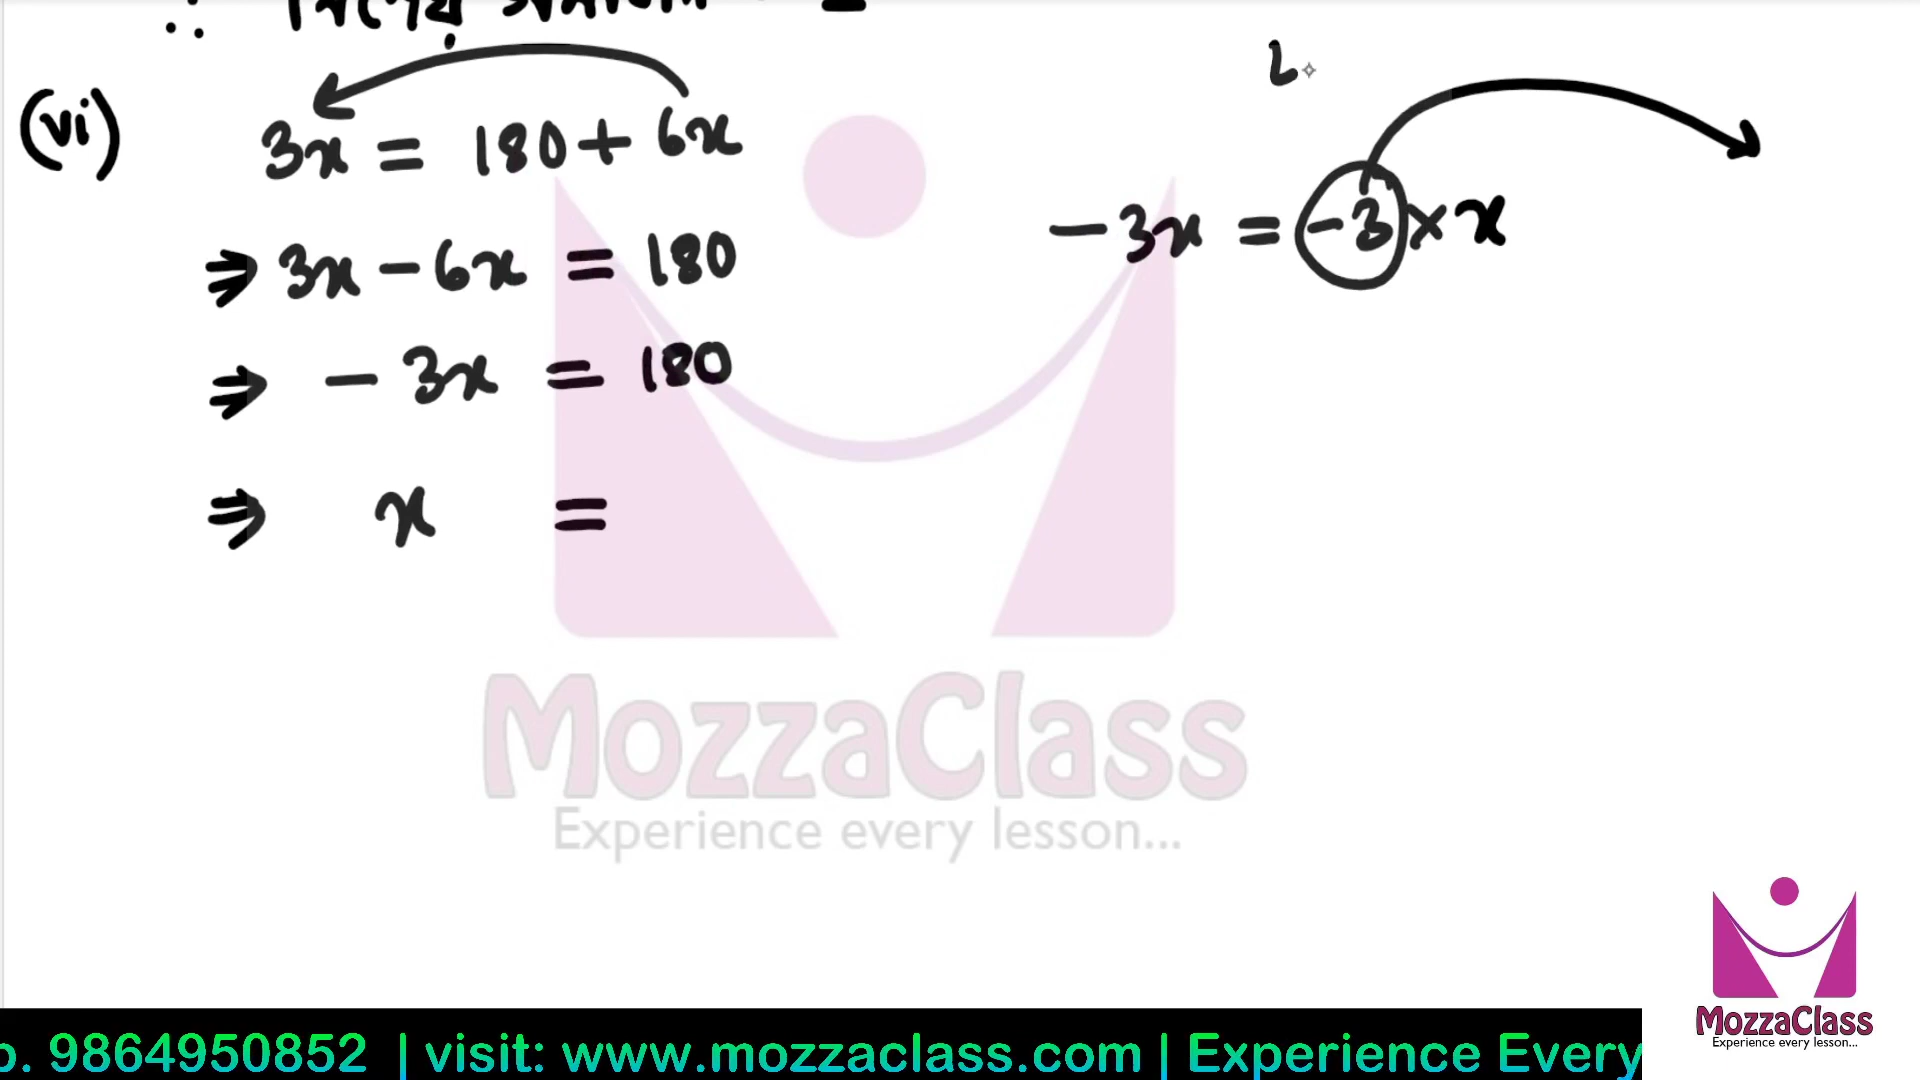 ∴
(vi) 3x = 180 + 6x
⇒ 3x - 6x = 180
⇒ - 3x = 180
⇒ x =
L
- 3x = -3 × x
MozzaClass
Experience every lesson...
MozzaClass
Experience every lesson...
. 9864950852 | visit: www.mozzaclass.com | Experience Every